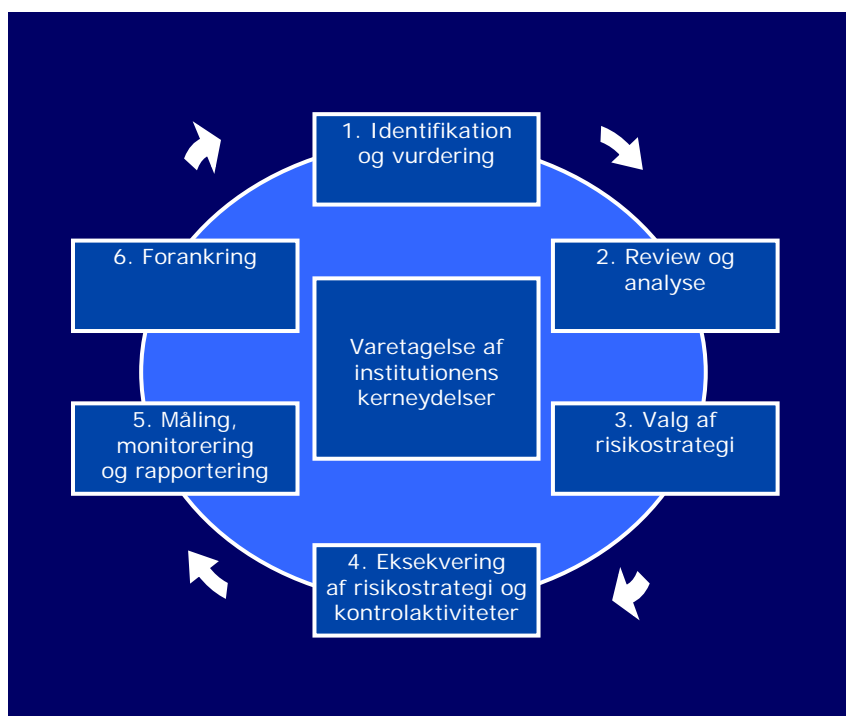 1. Identifikation
og vurdering
2. Review og
analyse
3. Valg af
risikostrategi
4. Eksekvering
af risikostrategi og
kontrolaktiviteter
5. Måling,
monitorering
og rapportering
6. Forankring
Varetagelse af
institutionens
kerneydelser